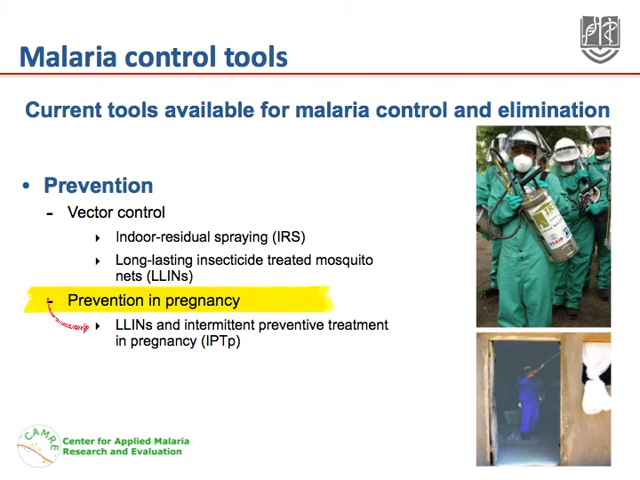 Malaria control tools
Current tools available for malaria control and elimination
• Prevention
- Vector control
Indoor-residual spraying (IRS)
Long-lasting insecticide treated mosquito
nets (LLINs)
- Prevention in pregnancy
LLINs and intermittent preventive treatment
in pregnancy (IPTp)
CAMRE
Center for Applied Malaria
Research and Evaluation